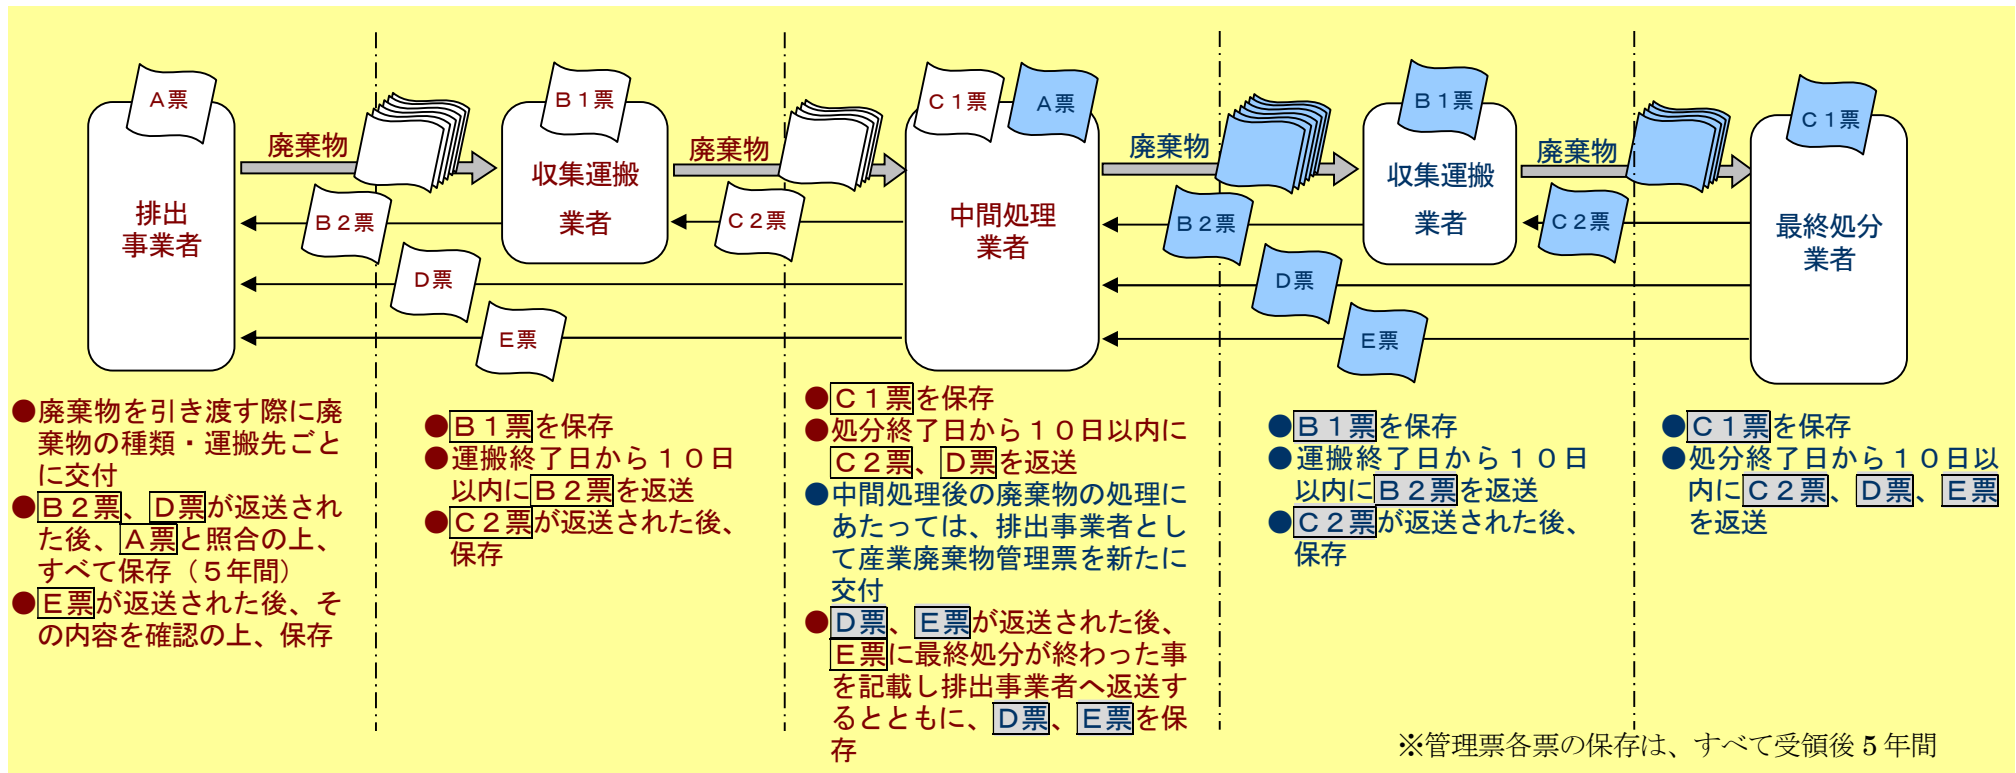 A票
廃棄物
B1票
廃棄物
C1票
A票
廃棄物
B1票
廃棄物
C1票
排出
事業者
収集運搬
業者
中間処理
業者
収集運搬
業者
最終処分
業者
B2票
C2票
B2票
C2票
D票
D票
E票
E票
●廃棄物を引き渡す際に廃
棄物の種類・運搬先ごと
に交付
●B2票、D票が返送され
た後、A票と照合の上、
すべて保存（5年間）
●E票が返送された後、そ
の内容を確認の上、保存
●B1票を保存
●運搬終了日から10日
以内にB2票を返送
●C2票が返送された後、
保存
●C1票を保存
●処分終了日から10日以内に
C2票、D票を返送
●中間処理後の廃棄物の処理に
あたっては、排出事業者とし
て産業廃棄物管理票を新たに
交付
●D票、E票が返送された後、
E票に最終処分が終わった事
を記載し排出事業者へ返送す
るとともに、D票、E票を保
存
●B1票を保存
●運搬終了日から10日
以内にB2票を返送
●C2票が返送された後、
保存
●C1票を保存
●処分終了日から10日以
内にC2票、D票、E票
を返送
※管理票各票の保存は、すべて受領後5年間